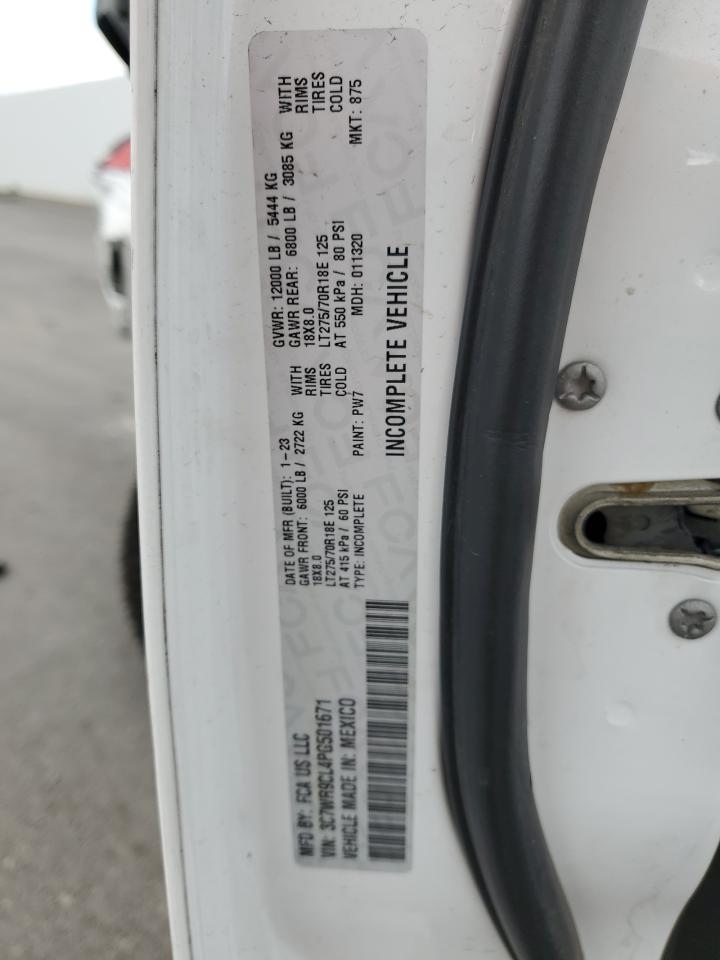 MFD BY: FCA US LLC
DATE OF MFR (BUILT): 1-23
GVWR: 12000 LB / 5444 KG
VIN: 3C7WR9CL4PG501671
GAWR FRONT: 6000 LB / 2722 KG WITH
GAWR REAR: 6800 LB / 3085 KG WITH
VEHICLE MADE IN: MEXICO
18X8.0 RIMS
18X8.0 RIMS
LT275/70R18E 125 TIRES
LT275/70R18E 125 TIRES
AT 415 kPa / 60 PSI COLD
AT 550 kPa / 80 PSI COLD
TYPE: INCOMPLETE
PAINT: PW7
MDH: 011320
MKT: 875
INCOMPLETE VEHICLE